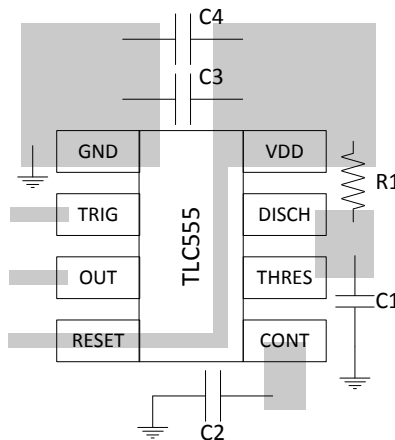 C4
C3
GND
VDD
TRIG
DISCH
R1
TLC555
OUT
THRES
C1
RESET
CONT
C2